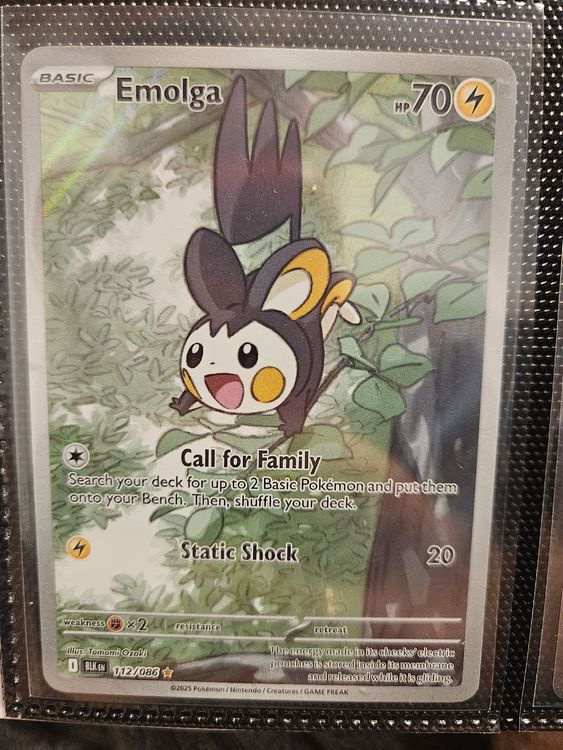 BASIC
Emolga
HP 70
Call for Family
Search your deck for up to 2 Basic Pokémon and put them
onto your Bench. Then, shuffle your deck.
Static Shock 20
weakness ×2 resistance retreat
Illus. Tomomi Ozaki
The energy made in its cheeks' electric
pouches is stored inside its membrane
and released while it is gliding.
I BLK EN 112/086
©2025 Pokémon / Nintendo / Creatures / GAME FREAK